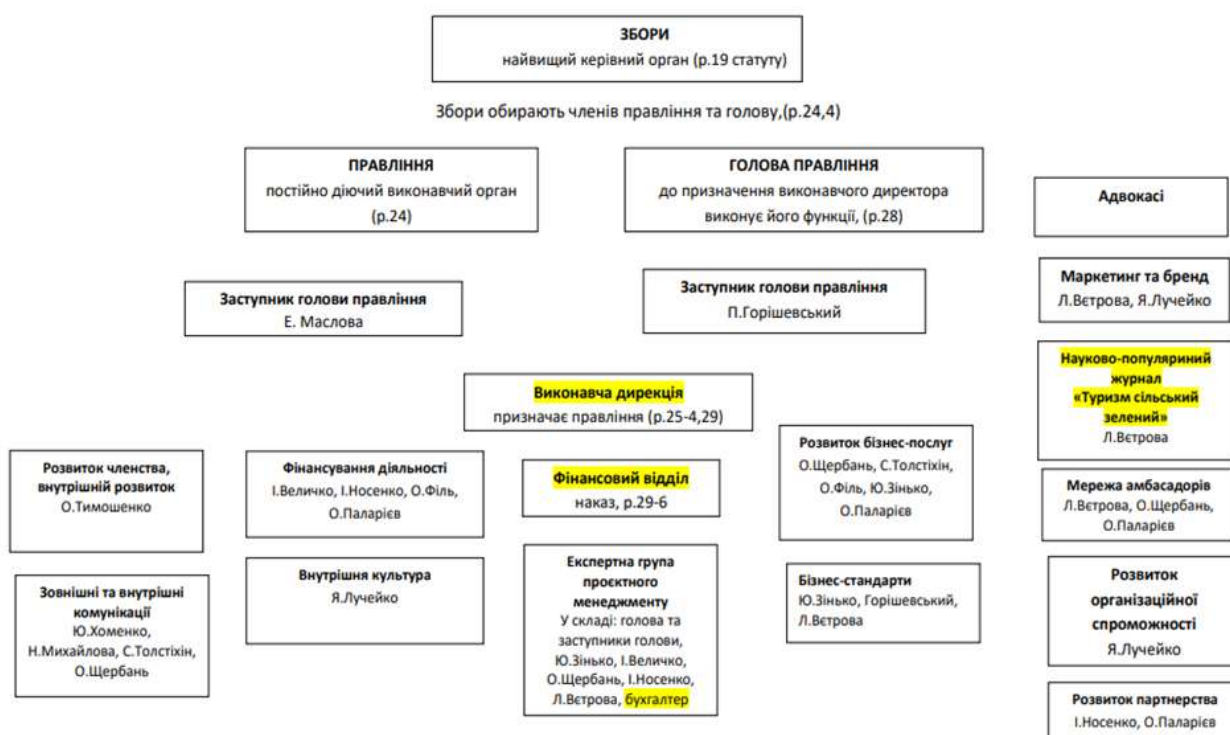 ЗБОРИ
найвищий керівний орган (р.19 статуту)
Збори обирають членів правління та голову,(р.24,4)
ПРАВЛІННЯ
постійно діючий виконавчий орган
(р.24)
ГОЛОВА ПРАВЛІННЯ
до призначення виконавчого директора
виконує його функції, (р.28)
Адвокасі
Заступник голови правління
Е. Маслова
Заступник голови правління
П.Горішевський
Маркетинг та бренд
Л.Вєтрова, Я.Лучейко
Науково-популяриний
журнал
«Туризм сільський
зелений»
Л.Вєтрова
Виконавча дирекція
призначає правління (р.25-4,29)
Розвиток членства,
внутрішній розвиток
О.Тимошенко
Фінансування діяльності
І.Величко, І.Носенко, О.Філь,
О.Паларієв
Фінансовий відділ
наказ, р.29-6
Розвиток бізнес-послуг
О.Щербань, С.Толстіхін,
О.Філь, Ю.Зінько,
О.Паларієв
Мережа амбасадорів
Л.Вєтрова, О.Щербань,
О.Паларієв
Зовнішні та внутрішні
комунікації
Ю.Хоменко,
Н.Михайлова, С.Толстіхін,
О.Щербань
Внутрішня культура
Я.Лучейко
Експертна група
проєктного
менеджменту
У складі: голова та
заступники голови,
Ю.Зінько, І.Величко,
О.Щербань, І.Носенко,
Л.Вєтрова, бухгалтер
Бізнес-стандарти
Ю.Зінько, Горішевський,
Л.Вєтрова
Розвиток
організаційної
спроможності
Я.Лучейко
Розвиток партнерства
І.Носенко, О.Паларієв